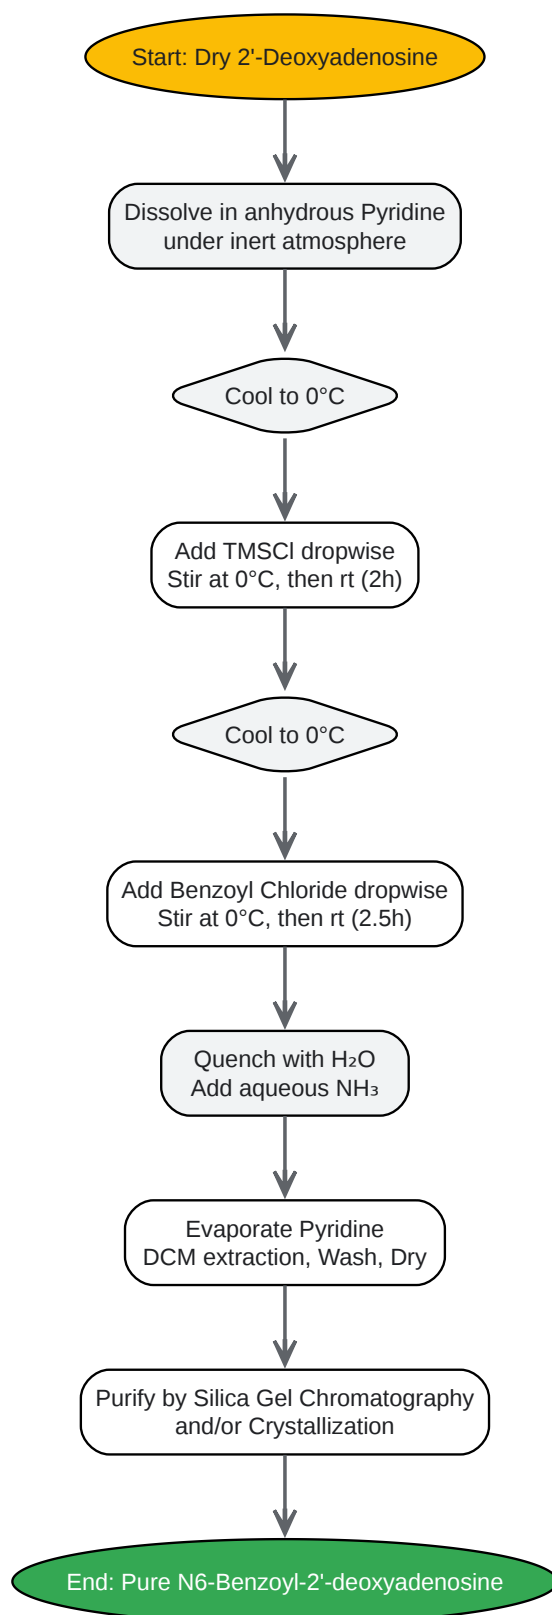 Start: Dry 2'-Deoxyadenosine
Dissolve in anhydrous Pyridine
under inert atmosphere
Cool to 0°C
Add TMSCl dropwise
Stir at 0°C, then rt (2h)
Cool to 0°C
Add Benzoyl Chloride dropwise
Stir at 0°C, then rt (2.5h)
Quench with H₂O
Add aqueous NH₃
Evaporate Pyridine
DCM extraction, Wash, Dry
Purify by Silica Gel Chromatography
and/or Crystallization
End: Pure N6-Benzoyl-2'-deoxyadenosine